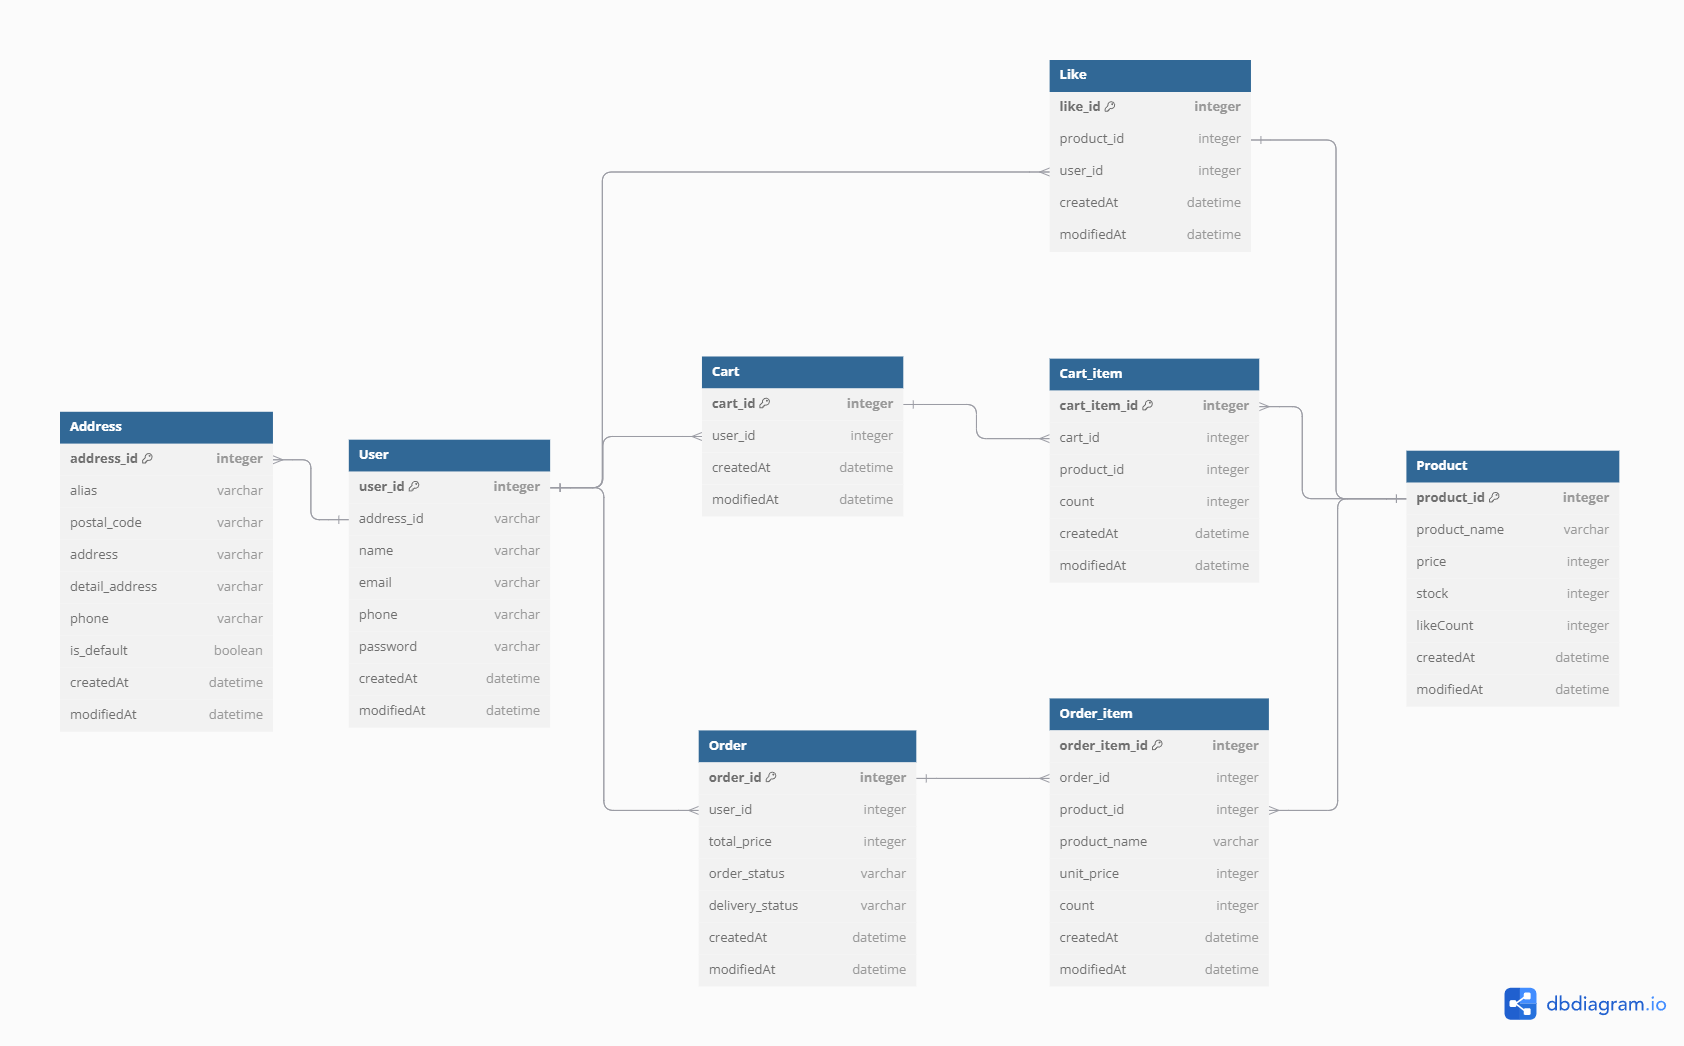 Like
like_id integer
product_id integer
user_id integer
createdAt datetime
modifiedAt datetime
Cart
cart_id integer
user_id integer
createdAt datetime
modifiedAt datetime
Cart_item
cart_item_id integer
cart_id integer
product_id integer
count integer
createdAt datetime
modifiedAt datetime
Address
address_id integer
alias varchar
postal_code varchar
address varchar
detail_address varchar
phone varchar
is_default boolean
createdAt datetime
modifiedAt datetime
User
user_id integer
address_id varchar
name varchar
email varchar
phone varchar
password varchar
createdAt datetime
modifiedAt datetime
Product
product_id integer
product_name varchar
price integer
stock integer
likeCount integer
createdAt datetime
modifiedAt datetime
Order
order_id integer
user_id integer
total_price integer
order_status varchar
delivery_status varchar
createdAt datetime
modifiedAt datetime
Order_item
order_item_id integer
order_id integer
product_id integer
product_name varchar
unit_price integer
count integer
createdAt datetime
modifiedAt datetime
dbdiagram.io